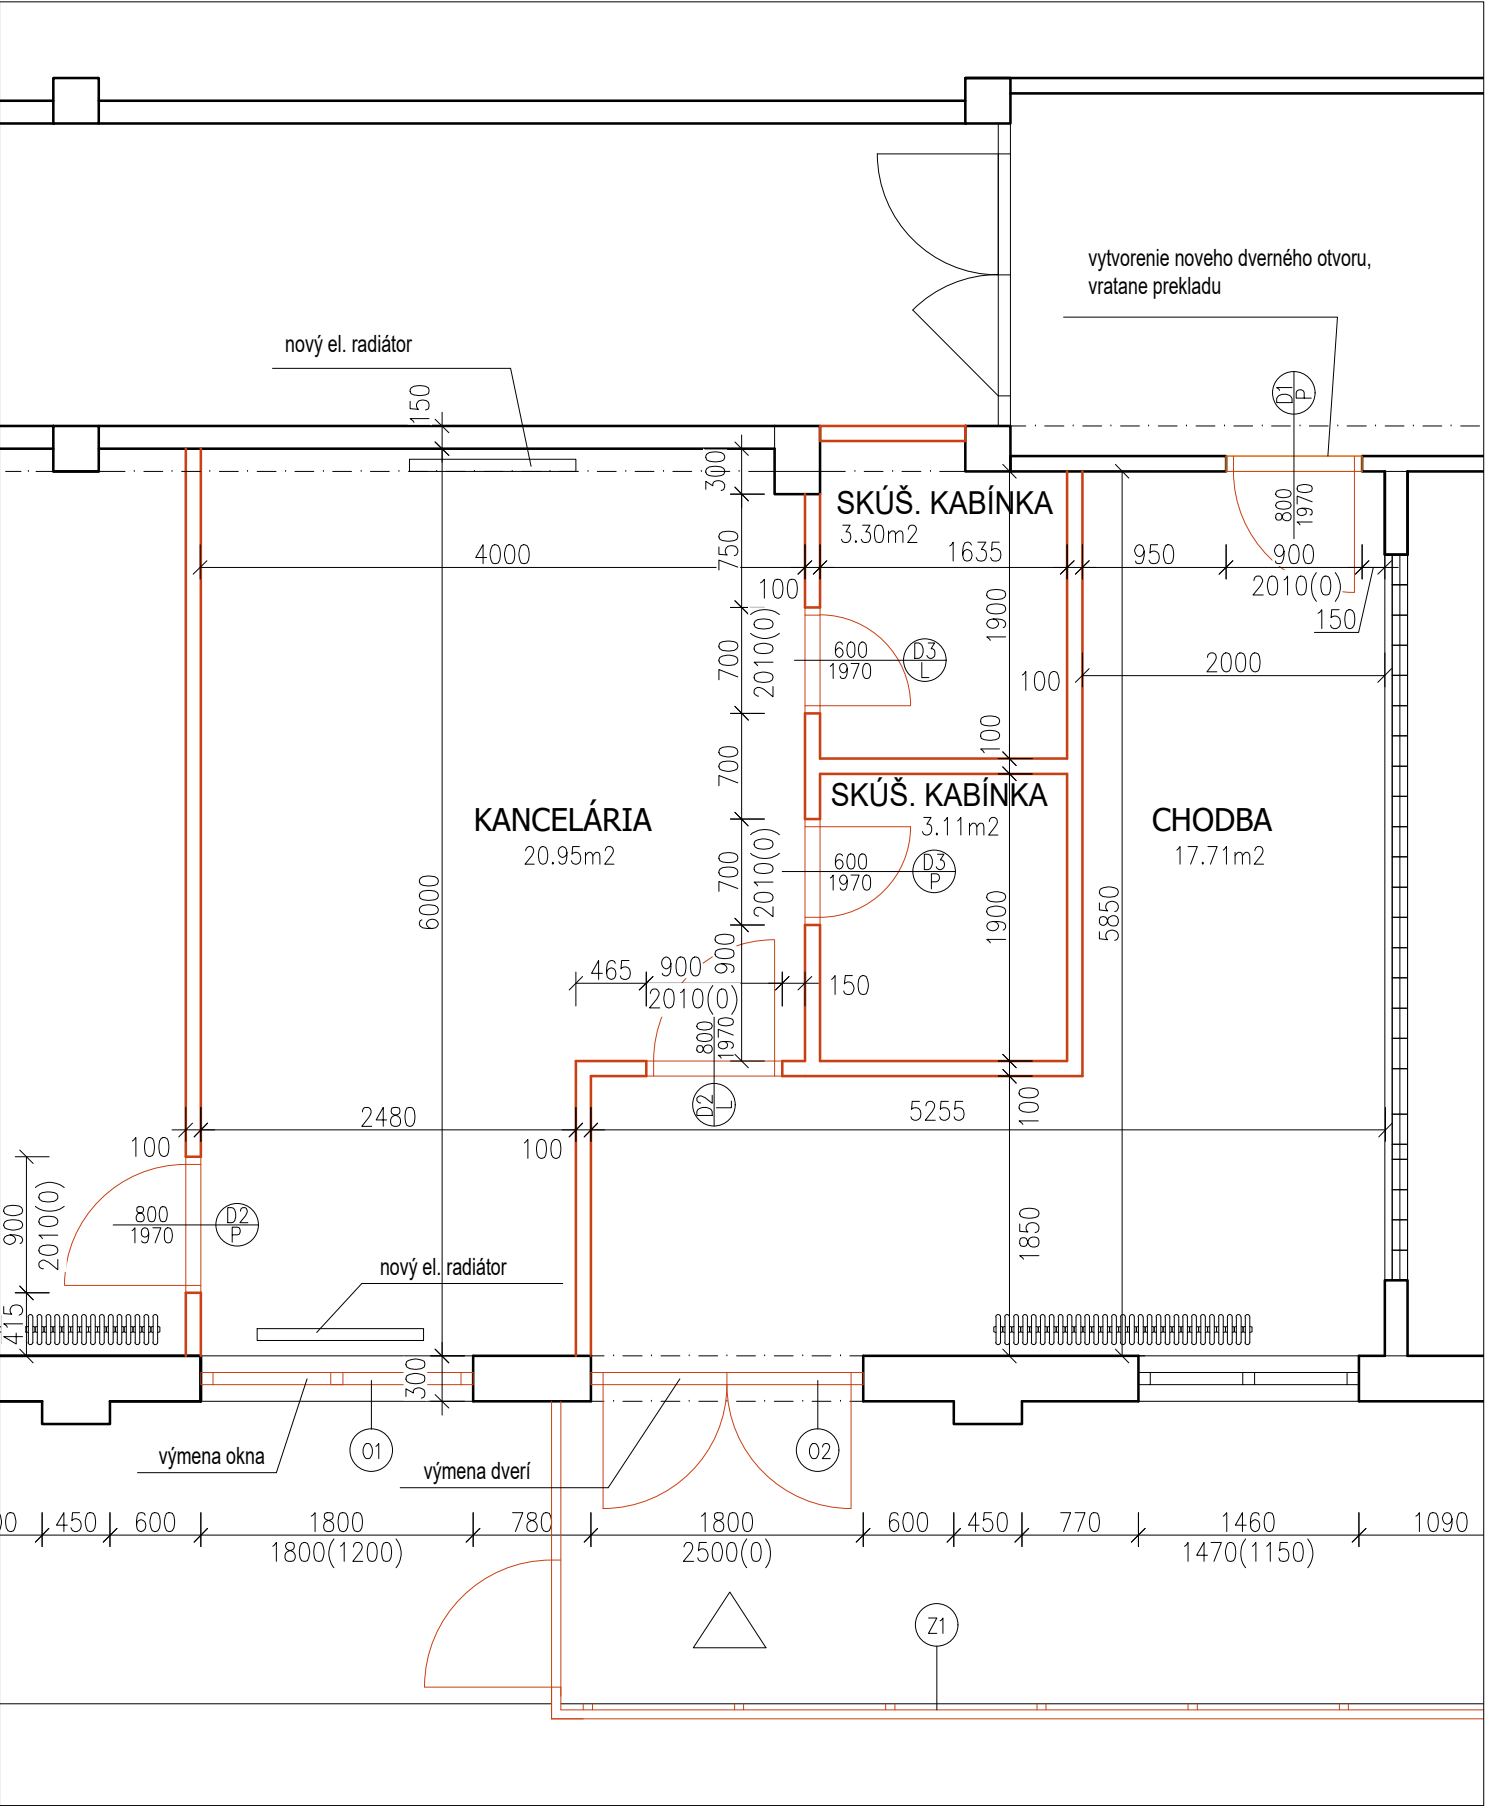 vytvorenie noveho dverného otvoru,
vratane prekladu
nový el. radiátor
150
D1
P
300
800
1970
SKÚŠ. KABÍNKA
3.30m2
4000
750
1635
950
900
2010(0)
100
150
1900
700
2010(0)
600
1970
D3
L
100
2000
100
700
SKÚŠ. KABÍNKA
3.11m2
KANCELÁRIA
20.95m2
CHODBA
17.71m2
700
2010(0)
600
1970
D3
P
6000
1900
5850
900
465
900
2010(0)
150
800
1970
D2
L
2480
5255
100
100
100
900
2010(0)
800
1970
D2
P
1850
nový el. radiátor
415
300
O1
O2
výmena okna
výmena dverí
450
600
1800
1800(1200)
780
1800
2500(0)
600
450
770
1460
1470(1150)
1090
Z1